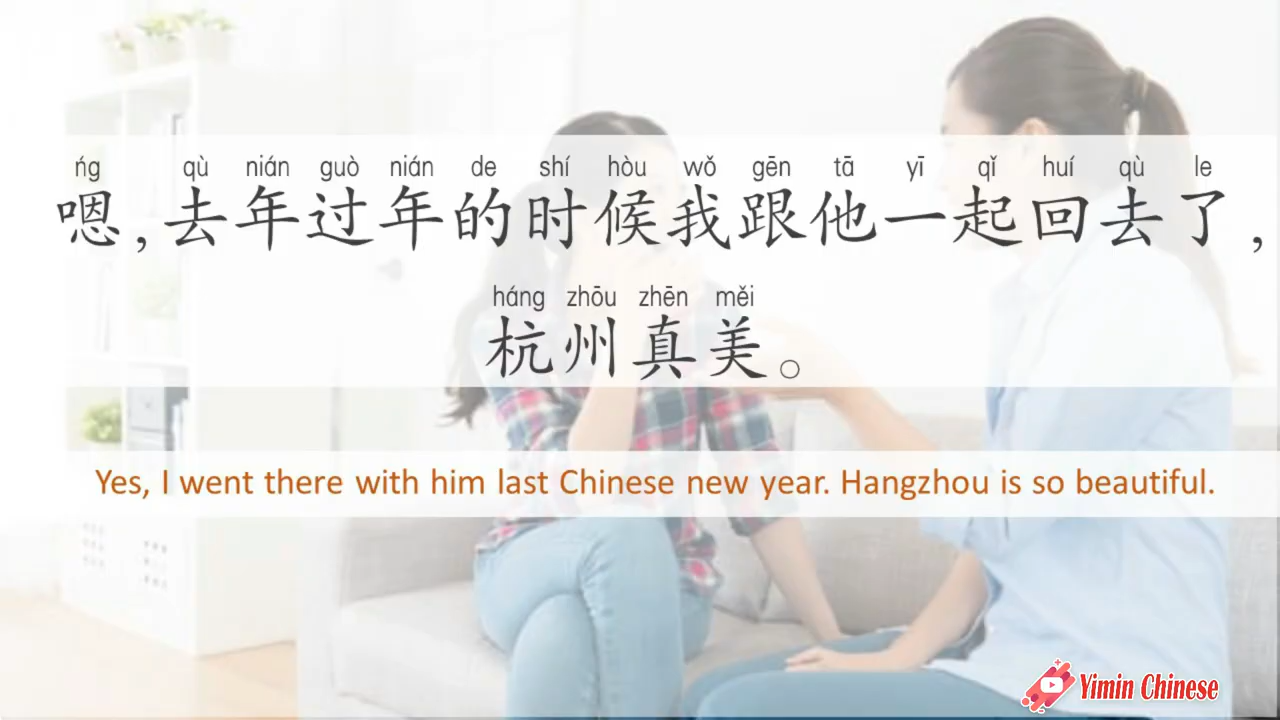 ńg qù nián guò nián de shí hòu wǒ gēn tā yī qǐ huí qù le
嗯,去年过年的时候我跟他一起回去了,
háng zhōu zhēn měi
杭州真美。
Yes, I went there with him last Chinese new year. Hangzhou is so beautiful.
Yimin Chinese